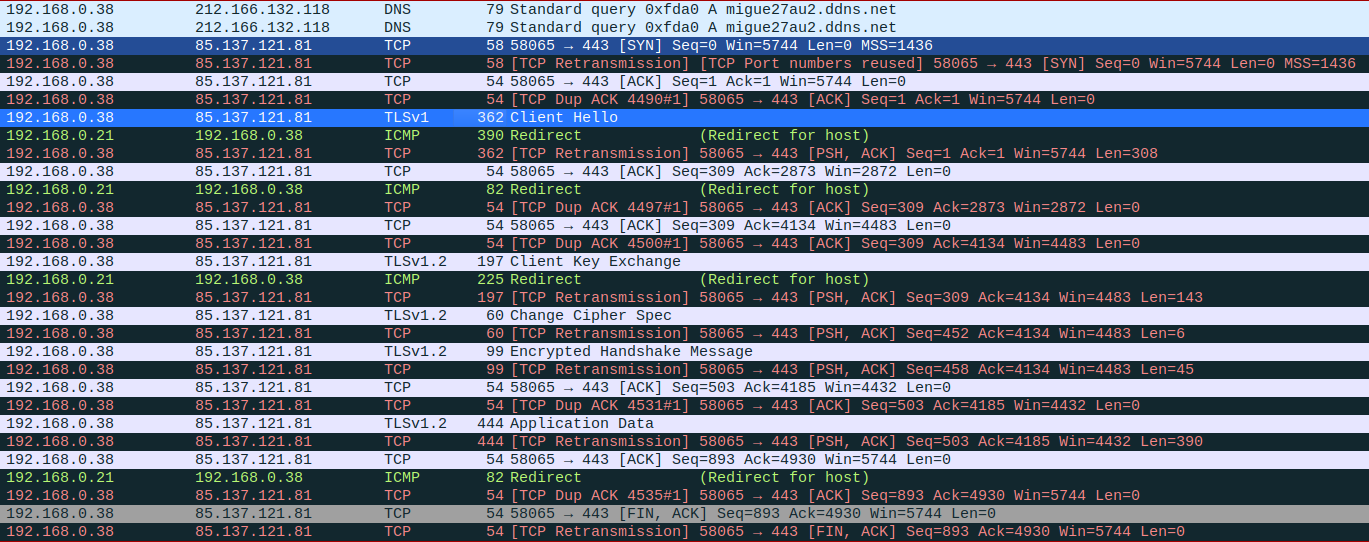 192.168.0.38 212.166.132.118 DNS 79 Standard query 0xfda0 A migue27au2.ddns.net
192.168.0.38 212.166.132.118 DNS 79 Standard query 0xfda0 A migue27au2.ddns.net
192.168.0.38 85.137.121.81 TCP 58 58065 → 443 [SYN] Seq=0 Win=5744 Len=0 MSS=1436
192.168.0.38 85.137.121.81 TCP 58 [TCP Retransmission] [TCP Port numbers reused] 58065 → 443 [SYN] Seq=0 Win=5744 Len=0 MSS=1436
192.168.0.38 85.137.121.81 TCP 54 58065 → 443 [ACK] Seq=1 Ack=1 Win=5744 Len=0
192.168.0.38 85.137.121.81 TCP 54 [TCP Dup ACK 4490#1] 58065 → 443 [ACK] Seq=1 Ack=1 Win=5744 Len=0
192.168.0.38 85.137.121.81 TLSv1 362 Client Hello
192.168.0.21 192.168.0.38 ICMP 390 Redirect (Redirect for host)
192.168.0.38 85.137.121.81 TCP 362 [TCP Retransmission] 58065 → 443 [PSH, ACK] Seq=1 Ack=1 Win=5744 Len=308
192.168.0.38 85.137.121.81 TCP 54 58065 → 443 [ACK] Seq=309 Ack=2873 Win=2872 Len=0
192.168.0.21 192.168.0.38 ICMP 82 Redirect (Redirect for host)
192.168.0.38 85.137.121.81 TCP 54 [TCP Dup ACK 4497#1] 58065 → 443 [ACK] Seq=309 Ack=2873 Win=2872 Len=0
192.168.0.38 85.137.121.81 TCP 54 58065 → 443 [ACK] Seq=309 Ack=4134 Win=4483 Len=0
192.168.0.38 85.137.121.81 TCP 54 [TCP Dup ACK 4500#1] 58065 → 443 [ACK] Seq=309 Ack=4134 Win=4483 Len=0
192.168.0.38 85.137.121.81 TLSv1.2 197 Client Key Exchange
192.168.0.21 192.168.0.38 ICMP 225 Redirect (Redirect for host)
192.168.0.38 85.137.121.81 TCP 197 [TCP Retransmission] 58065 → 443 [PSH, ACK] Seq=309 Ack=4134 Win=4483 Len=143
192.168.0.38 85.137.121.81 TLSv1.2 60 Change Cipher Spec
192.168.0.38 85.137.121.81 TCP 60 [TCP Retransmission] 58065 → 443 [PSH, ACK] Seq=452 Ack=4134 Win=4483 Len=6
192.168.0.38 85.137.121.81 TLSv1.2 99 Encrypted Handshake Message
192.168.0.38 85.137.121.81 TCP 99 [TCP Retransmission] 58065 → 443 [PSH, ACK] Seq=458 Ack=4134 Win=4483 Len=45
192.168.0.38 85.137.121.81 TCP 54 58065 → 443 [ACK] Seq=503 Ack=4185 Win=4432 Len=0
192.168.0.38 85.137.121.81 TCP 54 [TCP Dup ACK 4531#1] 58065 → 443 [ACK] Seq=503 Ack=4185 Win=4432 Len=0
192.168.0.38 85.137.121.81 TLSv1.2 444 Application Data
192.168.0.38 85.137.121.81 TCP 444 [TCP Retransmission] 58065 → 443 [PSH, ACK] Seq=503 Ack=4185 Win=4432 Len=390
192.168.0.38 85.137.121.81 TCP 54 58065 → 443 [ACK] Seq=893 Ack=4930 Win=5744 Len=0
192.168.0.21 192.168.0.38 ICMP 82 Redirect (Redirect for host)
192.168.0.38 85.137.121.81 TCP 54 [TCP Dup ACK 4535#1] 58065 → 443 [ACK] Seq=893 Ack=4930 Win=5744 Len=0
192.168.0.38 85.137.121.81 TCP 54 58065 → 443 [FIN, ACK] Seq=893 Ack=4930 Win=5744 Len=0
192.168.0.38 85.137.121.81 TCP 54 [TCP Retransmission] 58065 → 443 [FIN, ACK] Seq=893 Ack=4930 Win=5744 Len=0